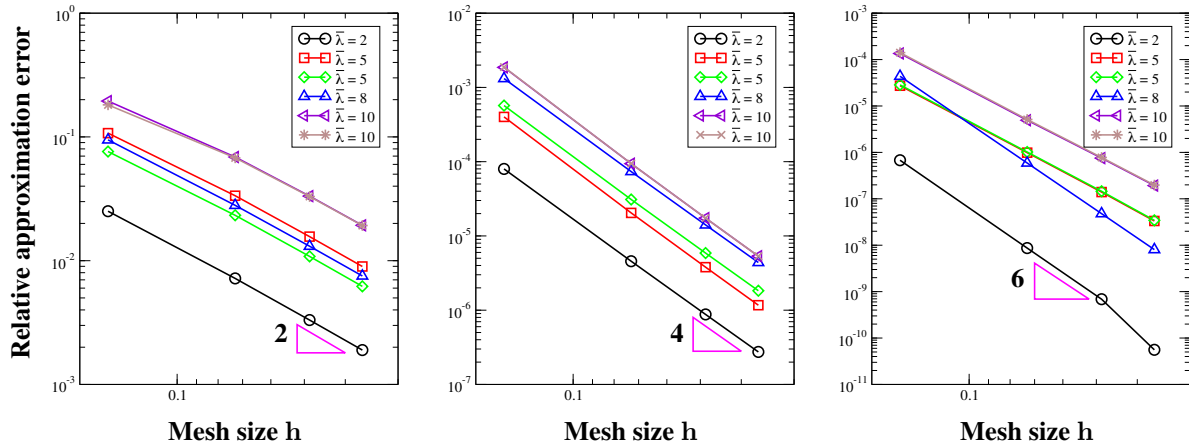 Relative approximation error
10^0
10^-1
10^-2
10^-3
0.1
Mesh size h
λ̅ = 2
λ̅ = 5
λ̅ = 5
λ̅ = 8
λ̅ = 10
λ̅ = 10
2
10^-2
10^-3
10^-4
10^-5
10^-6
10^-7
0.1
Mesh size h
λ̅ = 2
λ̅ = 5
λ̅ = 5
λ̅ = 8
λ̅ = 10
λ̅ = 10
4
10^-3
10^-4
10^-5
10^-6
10^-7
10^-8
10^-9
10^-10
10^-11
0.1
Mesh size h
λ̅ = 2
λ̅ = 5
λ̅ = 5
λ̅ = 8
λ̅ = 10
λ̅ = 10
6